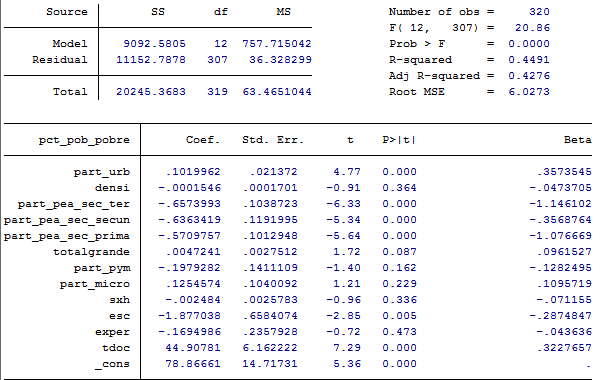 Source SS df MS Number of obs = 320
F( 12, 307) = 20.86
Model 9092.5805 12 757.715042 Prob > F = 0.0000
Residual 11152.7878 307 36.328299 R-squared = 0.4491
Adj R-squared = 0.4276
Total 20245.3683 319 63.4651044 Root MSE = 6.0273
pct_pob_pobre Coef. Std. Err. t P>|t| Beta
part_urb .1019962 .021372 4.77 0.000 .3573545
densi -.0001546 .0001701 -0.91 0.364 -.0473705
part_pea_sec_ter -.6573993 .1038723 -6.33 0.000 -1.146102
part_pea_sec_secun -.6363419 .1191995 -5.34 0.000 -.3568764
part_pea_sec_prima -.5709757 .1012948 -5.64 0.000 -1.076669
totalgrande .0047241 .0027512 1.72 0.087 .0961527
part_pym -.1979282 .1411109 -1.40 0.162 -.1282495
part_micro .1254574 .1040092 1.21 0.229 .1095719
sxh -.002484 .0025783 -0.96 0.336 -.071155
esc -1.877038 .6584074 -2.85 0.005 -.2874847
exper -.1694986 .2357928 -0.72 0.473 -.043636
tdoc 44.90781 6.162222 7.29 0.000 .3227657
_cons 78.86661 14.71731 5.36 0.000 .